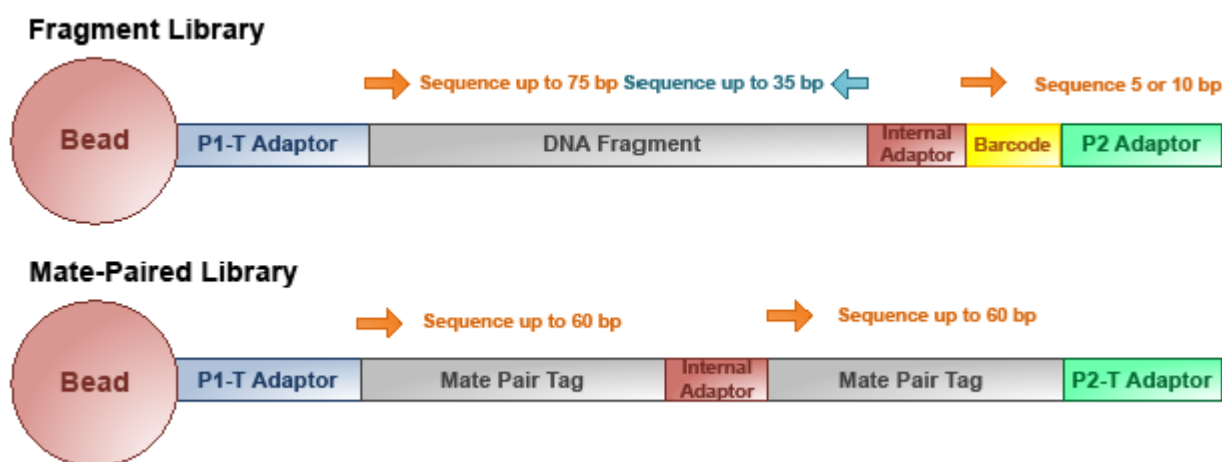 Fragment Library
Sequence up to 75 bp Sequence up to 35 bp Sequence 5 or 10 bp
Bead P1-T Adaptor DNA Fragment Internal Adaptor Barcode P2 Adaptor
Mate-Paired Library
Sequence up to 60 bp Sequence up to 60 bp
Bead P1-T Adaptor Mate Pair Tag Internal Adaptor Mate Pair Tag P2-T Adaptor